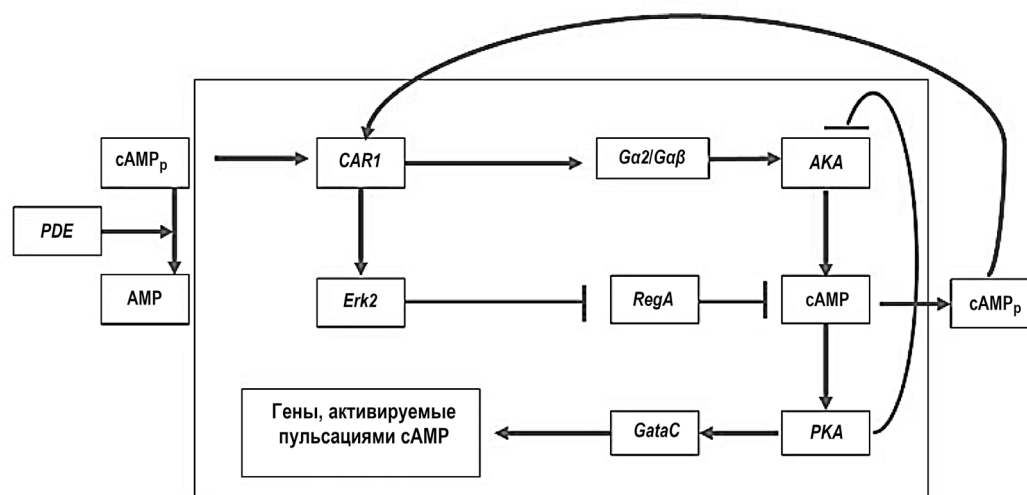 cAMPp
CAR1
Gα2/Gαβ
AKA
PDE
AMP
Erk2
RegA
cAMP
cAMPp
Гены, активируемые
пульсациями cAMP
GataC
PKA